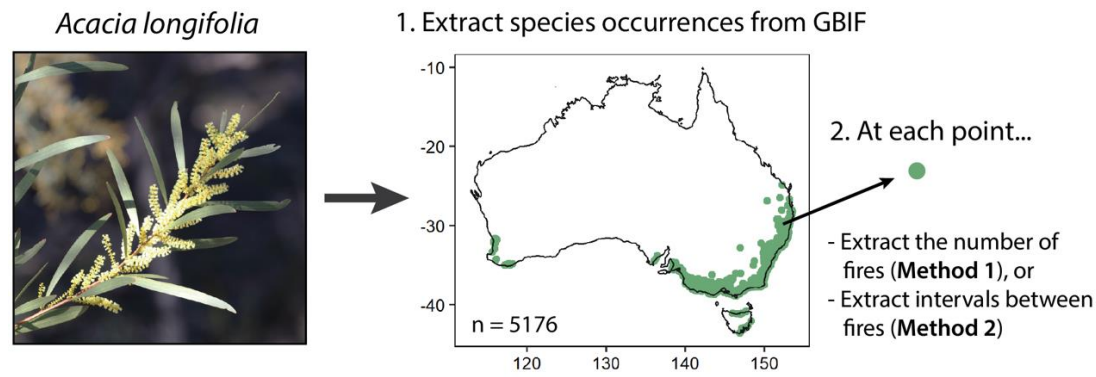 Acacia longifolia
1. Extract species occurrences from GBIF
-10
-20
-30
-40
n = 5176
120
130
140
150
2. At each point...
- Extract the number of
fires (Method 1), or
- Extract intervals between
fires (Method 2)